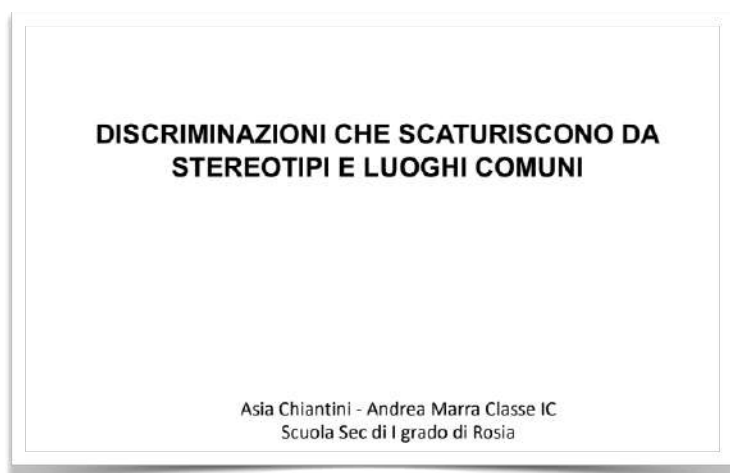 DISCRIMINAZIONI CHE SCATURISCONO DA
STEREOTIPI E LUOGHI COMUNI
Asia Chiantini - Andrea Marra Classe IC
Scuola Sec di I grado di Rosia